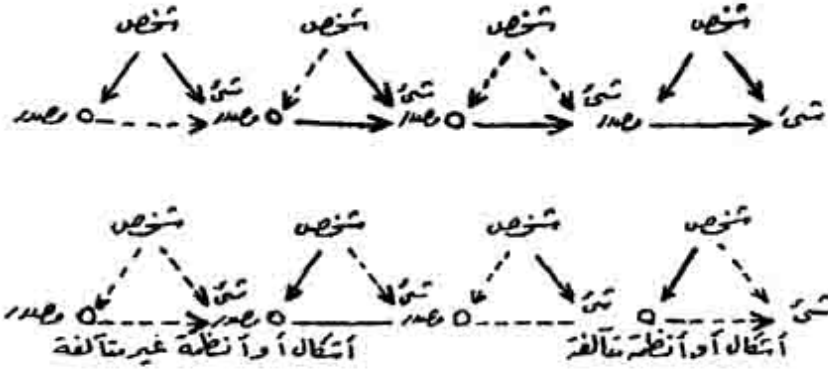 شخص شخص شخص شخص
شئ مصدر شئ مصدر شئ مصدر شئ مصدر
شخص شخص شخص شخص
شئ شئ مصدر شئ مصدر شئ مصدر
أشكال أو أنظمة متآلفة أشكال أو أنظمة غير متآلفة